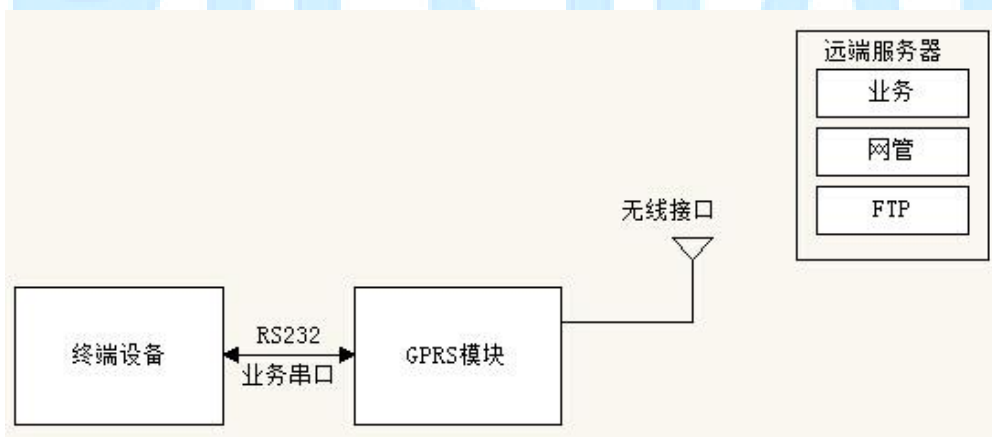 远端服务器
业务
网管
FTP
无线接口
终端设备
RS232
业务串口
GPRS模块